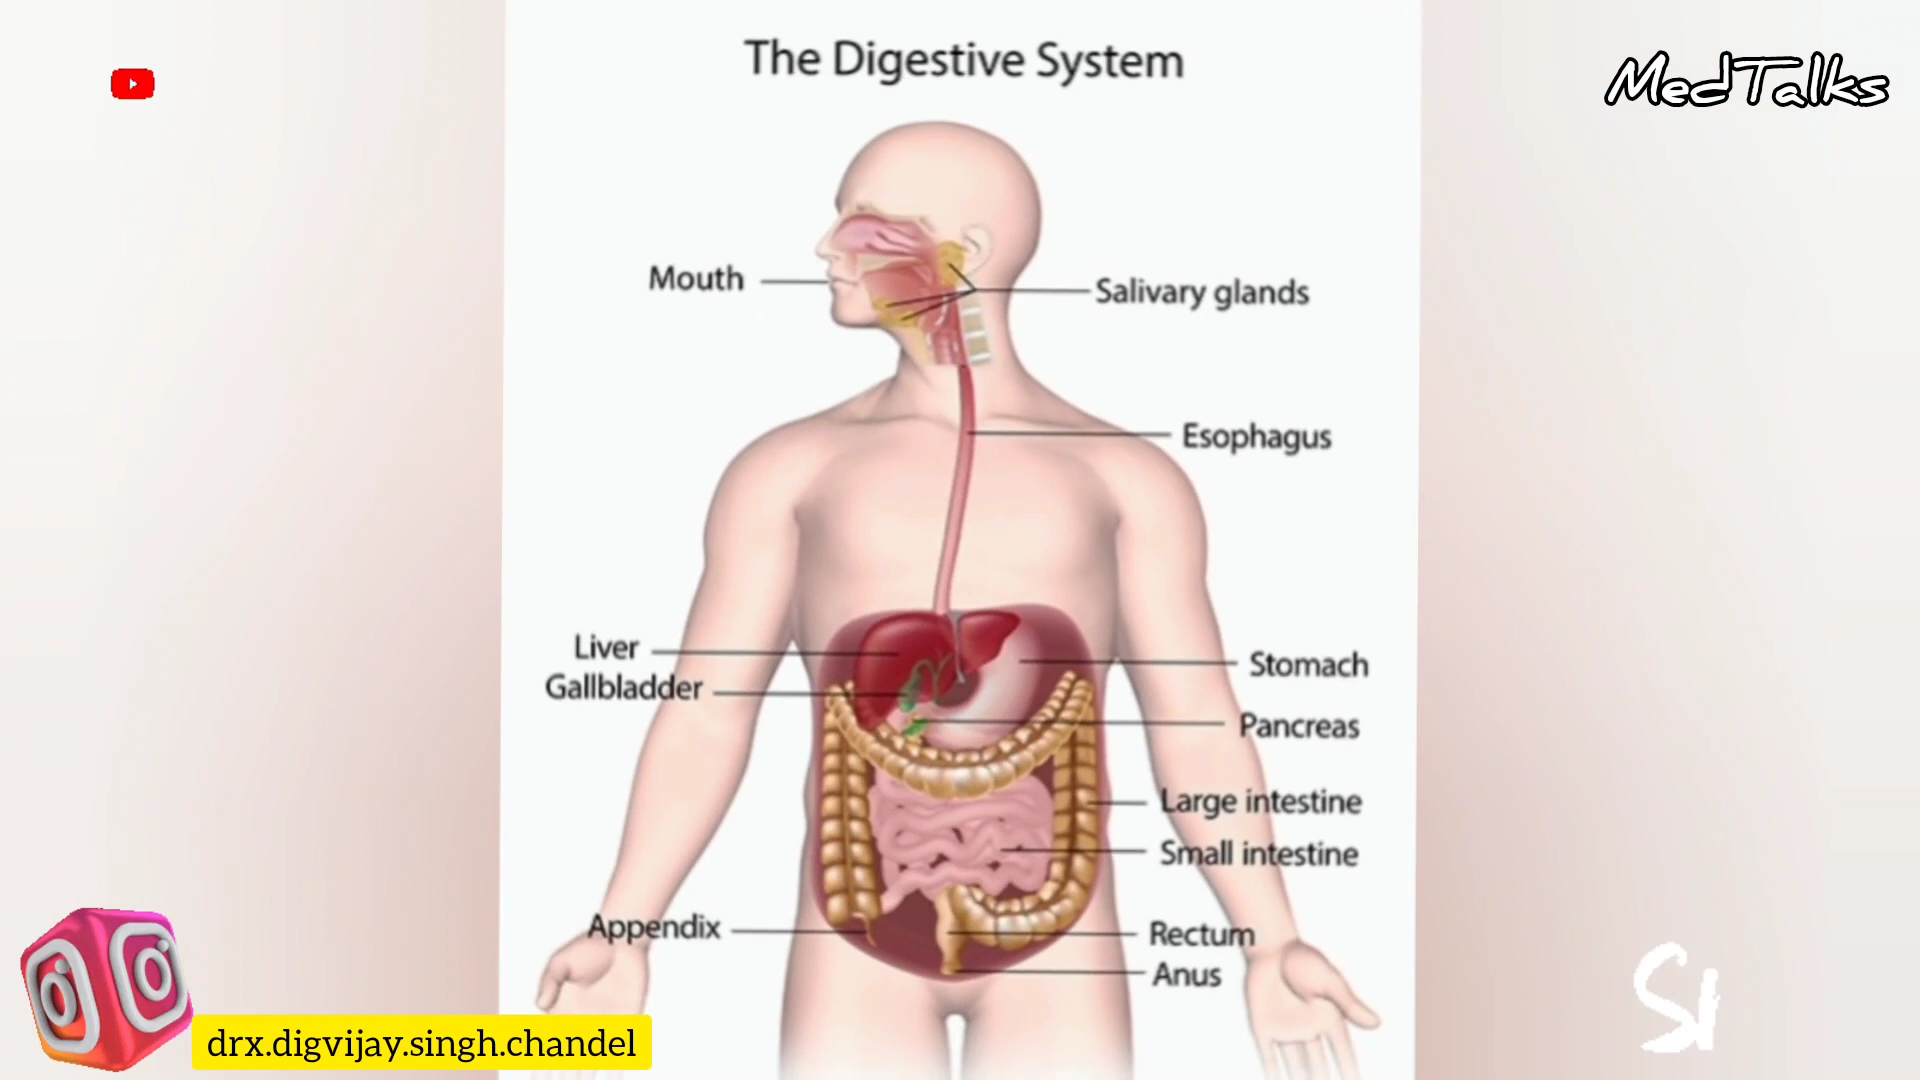 The Digestive System
MedTalks
Mouth
Salivary glands
Esophagus
Liver
Gallbladder
Stomach
Pancreas
Large intestine
Small intestine
Appendix
Rectum
Anus
drx.digvijay.singh.chandel